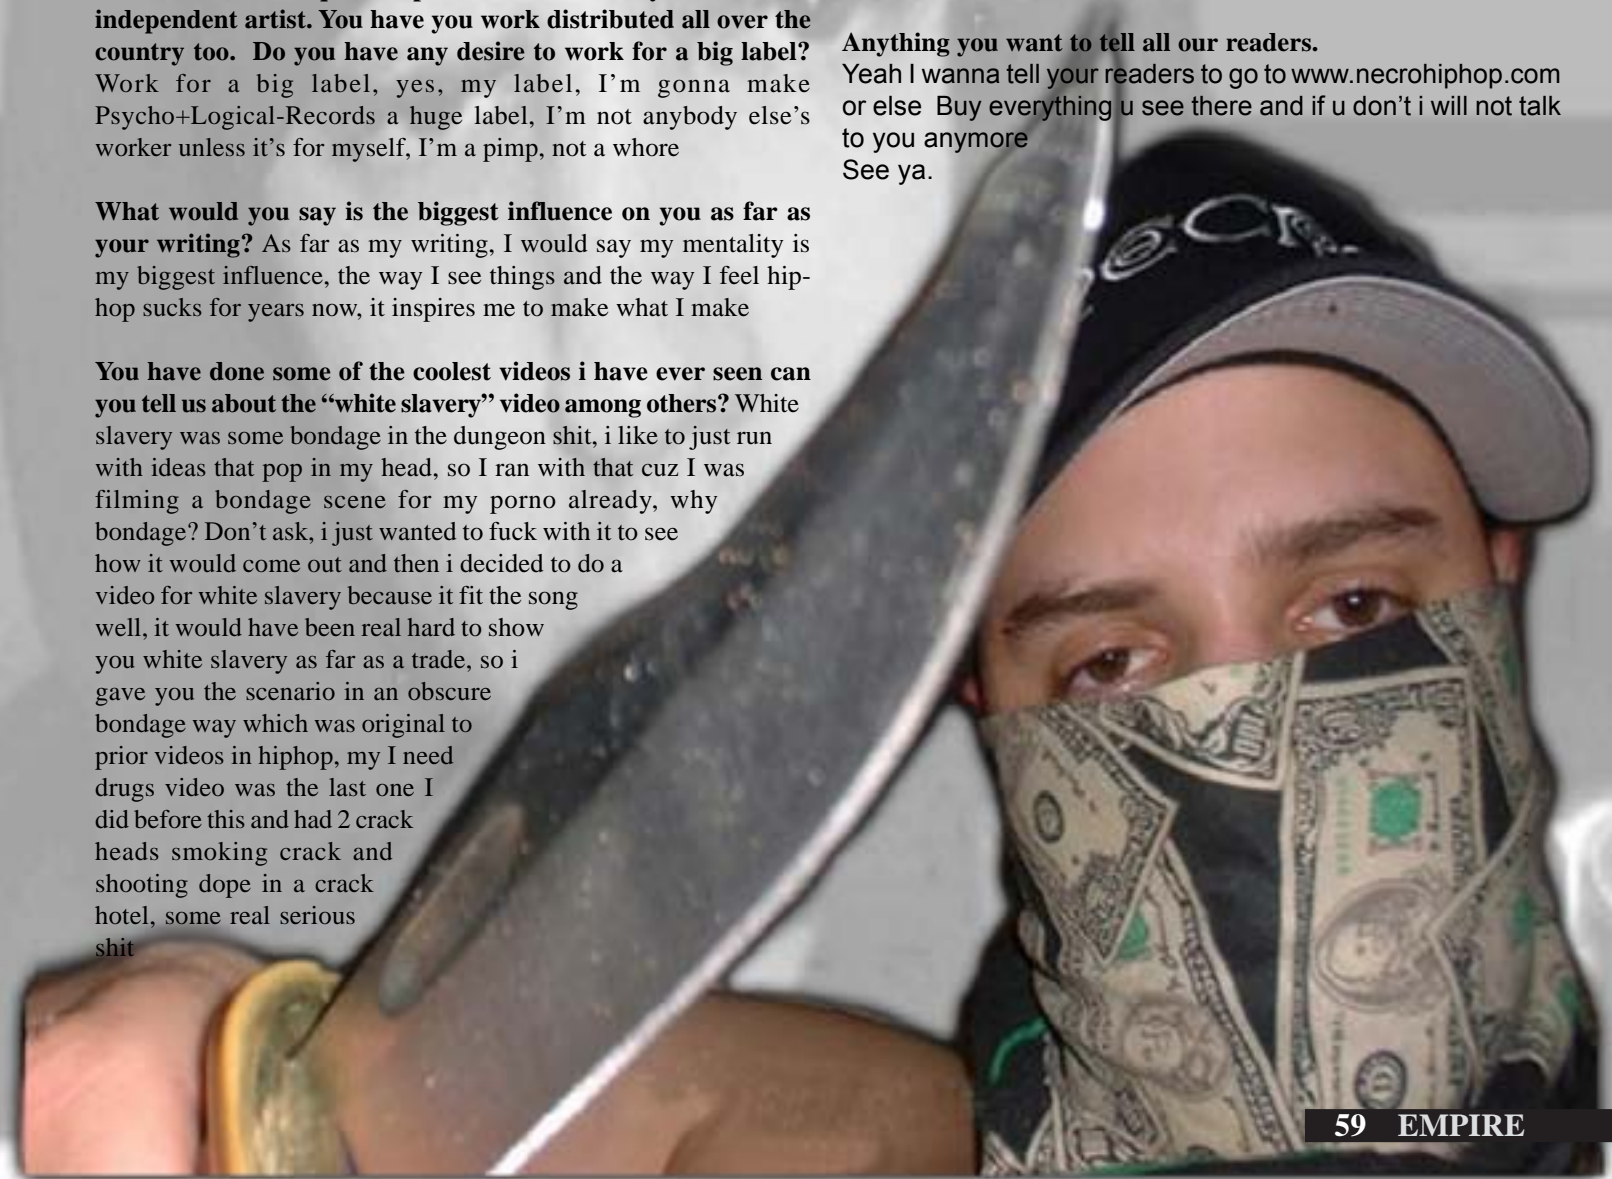 independent artist. You have you work distributed all over the
country too.  Do you have any desire to work for a big label?
Work for a big label, yes, my label, I’m gonna make
Psycho+Logical-Records a huge label, I’m not anybody else’s
worker unless it’s for myself, I’m a pimp, not a whore

What would you say is the biggest influence on you as far as
your writing? As far as my writing, I would say my mentality is
my biggest influence, the way I see things and the way I feel hip-
hop sucks for years now, it inspires me to make what I make

You have done some of the coolest videos i have ever seen can
you tell us about the “white slavery” video among others? White
slavery was some bondage in the dungeon shit, i like to just run
with ideas that pop in my head, so I ran with that cuz I was
filming a bondage scene for my porno already, why
bondage? Don’t ask, i just wanted to fuck with it to see
how it would come out and then i decided to do a
video for white slavery because it fit the song
well, it would have been real hard to show
you white slavery as far as a trade, so i
gave you the scenario in an obscure
bondage way which was original to
prior videos in hiphop, my I need
drugs video was the last one I
did before this and had 2 crack
heads smoking crack and
shooting dope in a crack
hotel, some real serious
shit

Anything you want to tell all our readers.
Yeah I wanna tell your readers to go to www.necrohiphop.com
or else  Buy everything u see there and if u don’t i will not talk
to you anymore
See ya.

59 EMPIRE